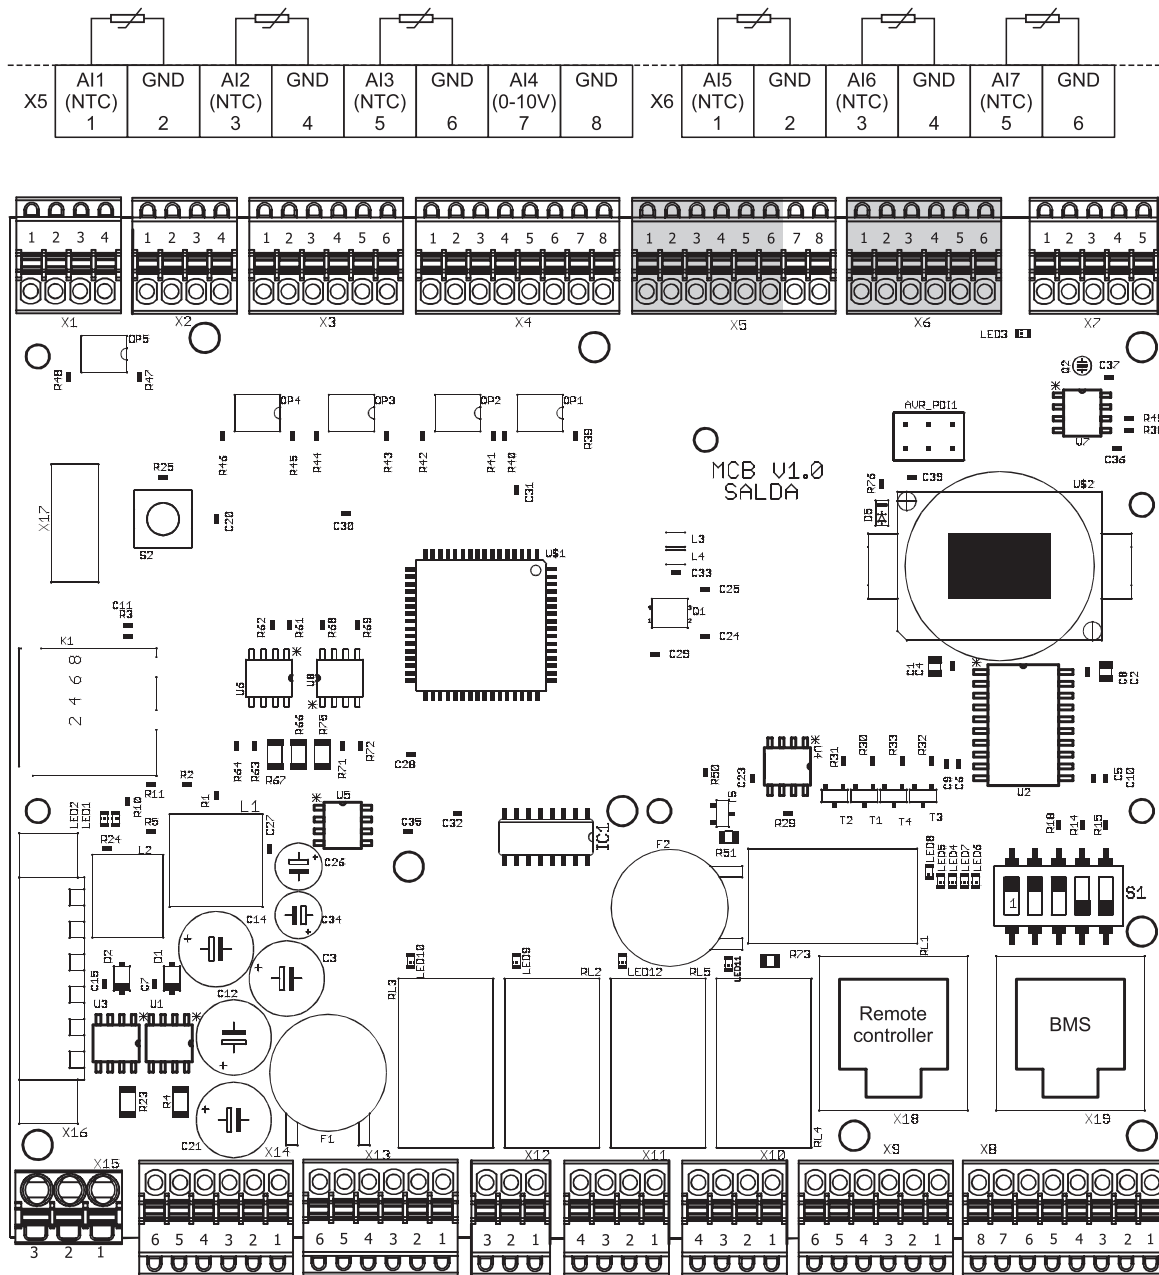 X5 AI1 (NTC) 1 GND 2 AI2 (NTC) 3 GND 4 AI3 (NTC) 5 GND 6 AI4 (0-10V) 7 GND 8
X6 AI5 (NTC) 1 GND 2 AI6 (NTC) 3 GND 4 AI7 (NTC) 5 GND 6
1 2 3 4
1 2 3 4
1 2 3 4 5 6
1 2 3 4 5 6 7 8
1 2 3 4 5 6 7 8
1 2 3 4 5 6
1 2 3 4 5
X1 X2 X3 X4 X5 X6 X7
LED3
OP5
R48 R47
Q2 C37
OP4 OP3 OP2 OP1
AVR_PDI1
Q7
C36
R46 R45 R44 R43 R42 R41 R40 R39
MCB V1.0
SALDA
R25
C31
R76 C39 U$2
X17
S2
C20
C30
D5
L3
L4
C33
U$1
C25
Q1
C24
C29
C11
R3
K1
2 4 6 8
R62 R61 R68 R69
U6 U8
C1 C4
C8 C2
R66 R75
R64 R63 R67 R71 R72
C28
R50 C23 U4 R31 R30 R33 R32
C9 C6
U2
C5 C10
R2
R11
R1
LED2 LED1 R10
R5
L1
U5
C27
C35 C32
IC1
R29
T2 T1 T4 T3
R18 R14 R15
R24
L2
C26
F2
R51
LED8 LED5 LED4 LED7 LED6
1
S1
C14 C34
C3
RL1
D2 D1
C15 C7
LED10 LED9 LED12 LED11
R73
RL3 RL2 RL5
C12
U3 U1
Remote
controller
BMS
R23 R4
C21
F1
RL4
X18 X19
X16
X15 X14 X13 X12 X11 X10 X9 X8
3 2 1
6 5 4 3 2 1
6 5 4 3 2 1
3 2 1
4 3 2 1
4 3 2 1
6 5 4 3 2 1
8 7 6 5 4 3 2 1